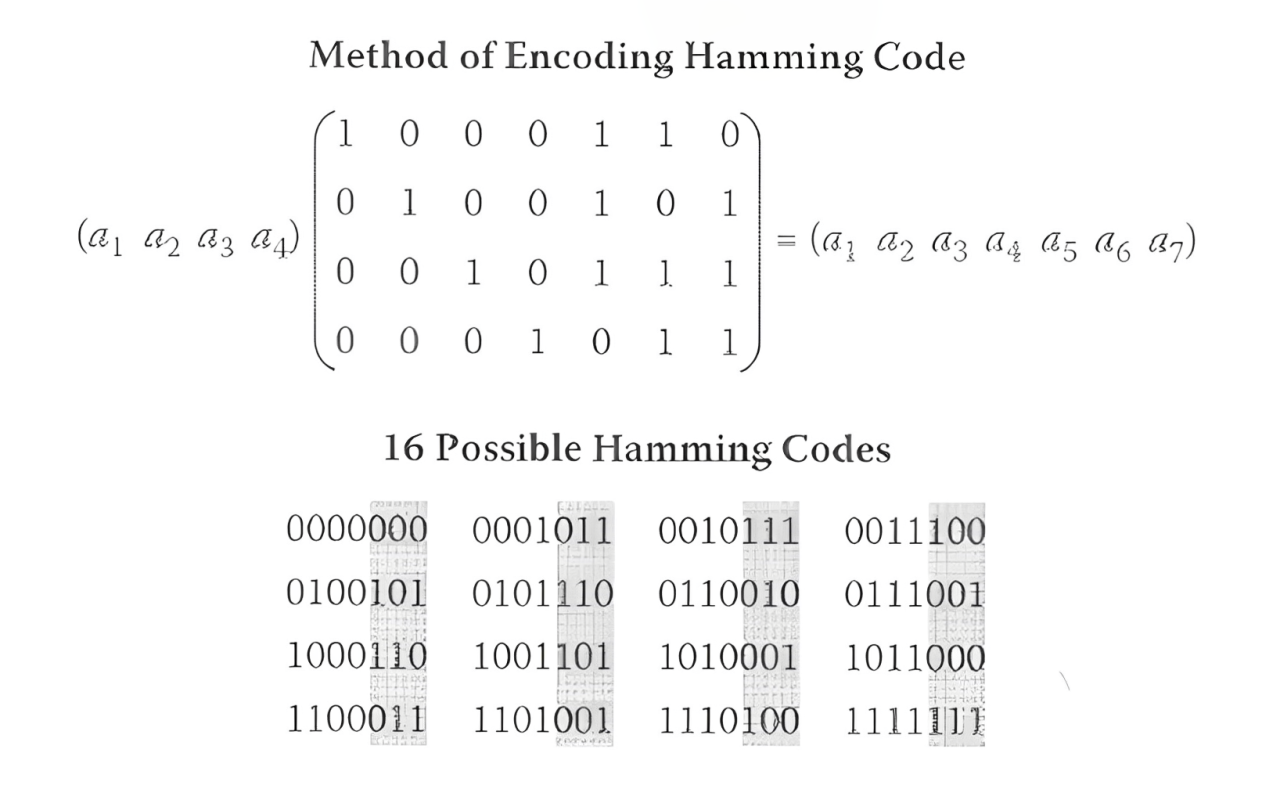 Method of Encoding Hamming Code
1 0 0 0 1 1 0
0 1 0 0 1 0 1
(a1 a2 a3 a4) = (a1 a2 a3 a4 a5 a6 a7)
0 0 1 0 1 1 1
0 0 0 1 0 1 1
16 Possible Hamming Codes
0000000 0001011 0010111 0011100
0100101 0101110 0110010 0111001
1000110 1001101 1010001 1011000
1100011 1101001 1110100 1111111